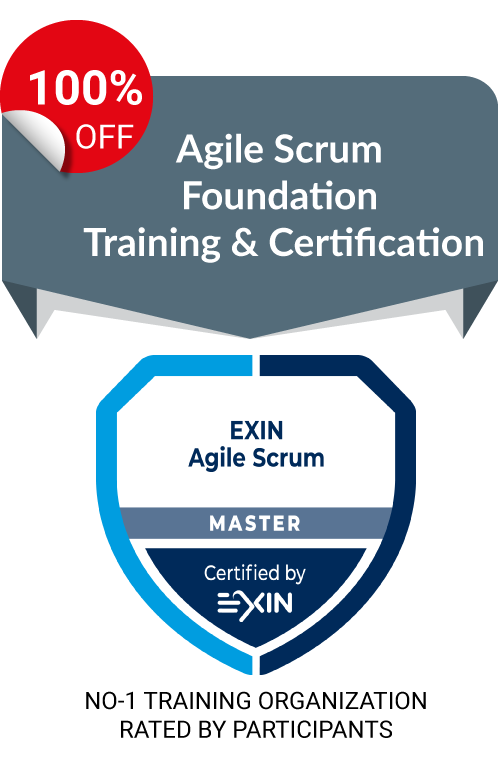 100%
OFF
Agile Scrum
Foundation
Training & Certification
EXIN
Agile Scrum
MASTER
Certified by
EXIN
NO-1 TRAINING ORGANIZATION
RATED BY PARTICIPANTS